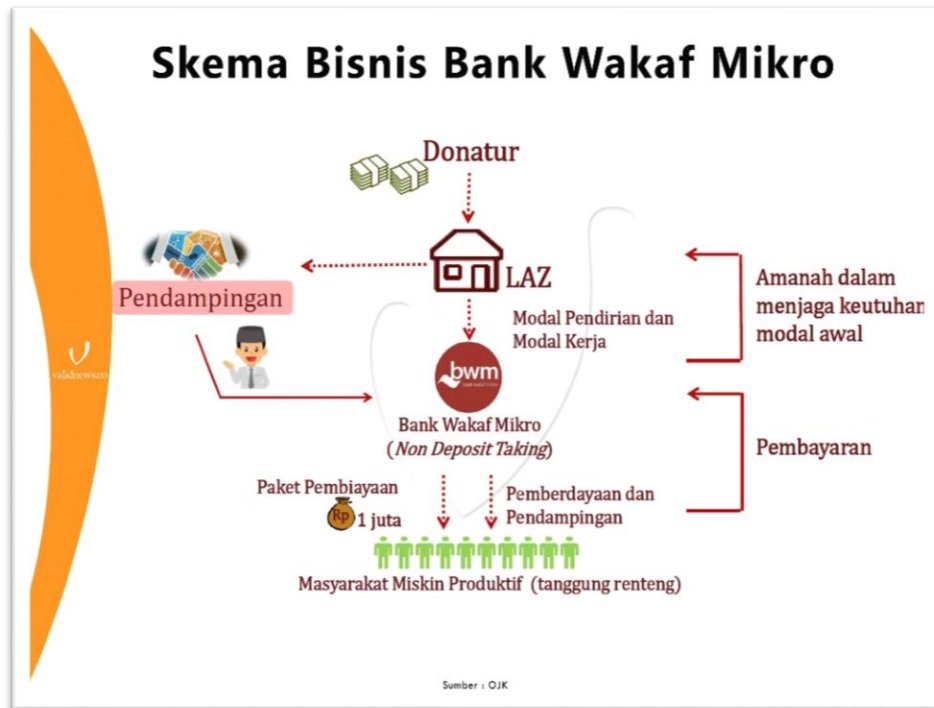 Skema Bisnis Bank Wakaf Mikro
Donatur
LAZ
Pendampingan
Modal Pendirian dan
Modal Kerja
Amanah dalam
menjaga keutuhan
modal awal
validnews.co
bwm
Bank Wakaf Mikro
(Non Deposit Taking)
Pembayaran
Paket Pembiayaan
Rp 1 juta
Pemberdayaan dan
Pendampingan
Masyarakat Miskin Produktif (tanggung renteng)
Sumber : OJK